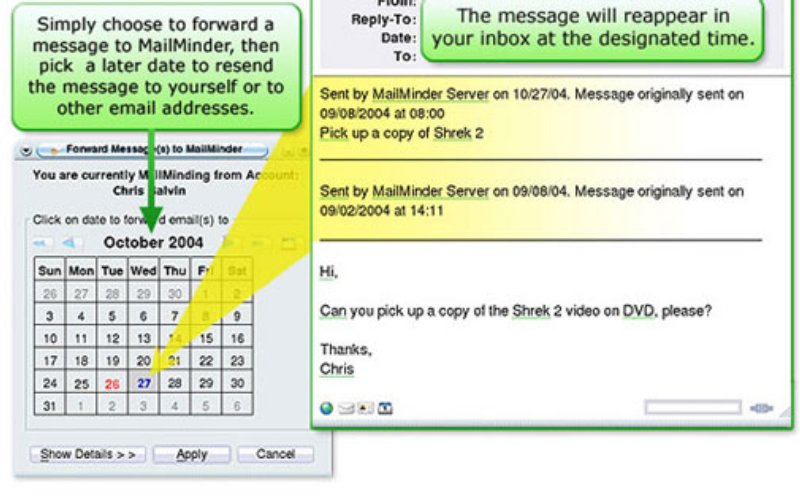 Simply choose to forward a
message to MailMinder, then
pick a later date to resend
the message to yourself or to
other email addresses.
Forward Message(s) to MailMinder
You are currently MailMinding from Account:
Chris Galvin
Click on date to forward email(s) to
October 2004
Sun Mon Tue Wed Thu Fri Sat
26 27 28 29 30 1 2
3 4 5 6 7 8 9
10 11 12 13 14 15 16
17 18 19 20 21 22 23
24 25 26 27 28 29 30
31 1 2 3 4 5 6
Show Details > > Apply Cancel
From:
Reply-To:
Date:
To:
The message will reappear in
your inbox at the designated time.
Sent by MailMinder Server on 10/27/04. Message originally sent on
09/08/2004 at 08:00
Pick up a copy of Shrek 2
Sent by MailMinder Server on 09/08/04. Message originally sent on
09/02/2004 at 14:11
Hi,
Can you pick up a copy of the Shrek 2 video on DVD, please?
Thanks,
Chris